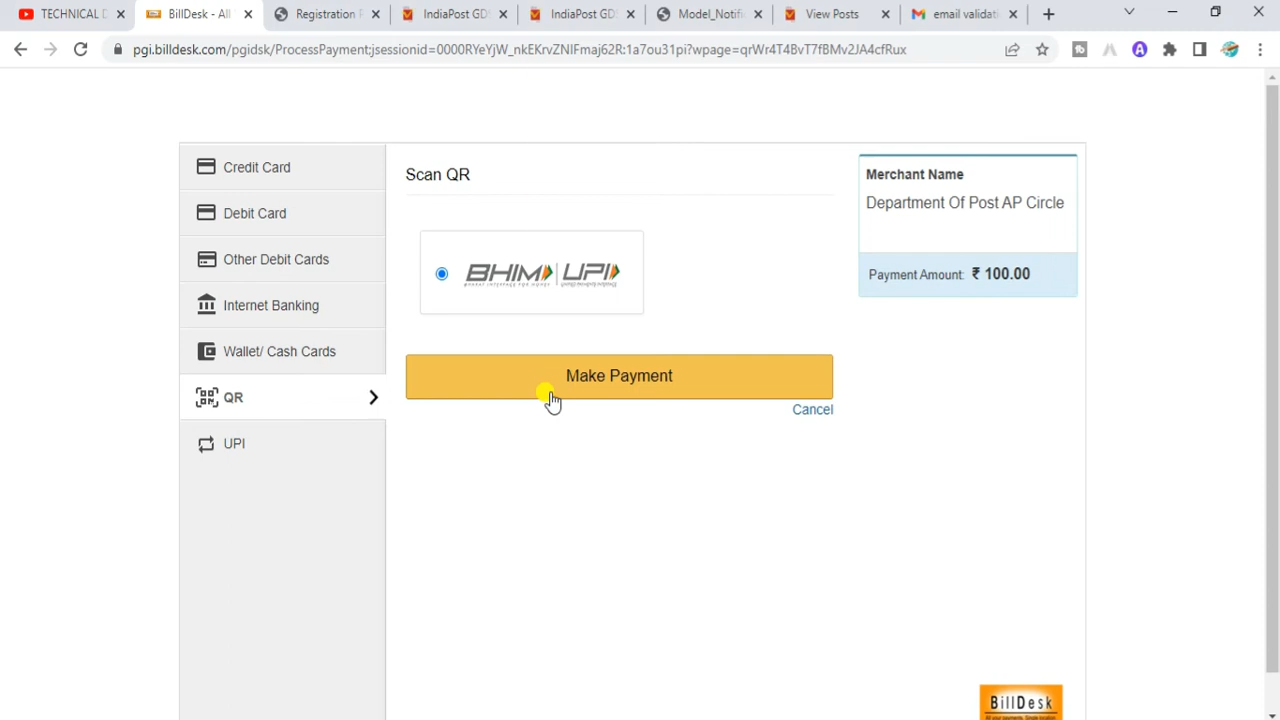 TECHNICAL D
BillDesk - All
Registration F
IndiaPost GD
IndiaPost GD
Model_Notifi
View Posts
email validati
pgi.billdesk.com/pgidsk/ProcessPayment;jsessionid=0000RYeYjW_nkEKrvZNIFmaj62R:1a7ou31pi?wpage=qrWr4T4BvT7fBMv2JA4cfRux
Credit Card
Debit Card
Other Debit Cards
Internet Banking
Wallet/ Cash Cards
QR
UPI
Scan QR
BHIM UPI
Make Payment
Cancel
Merchant Name
Department Of Post AP Circle
Payment Amount: ₹ 100.00
BillDesk